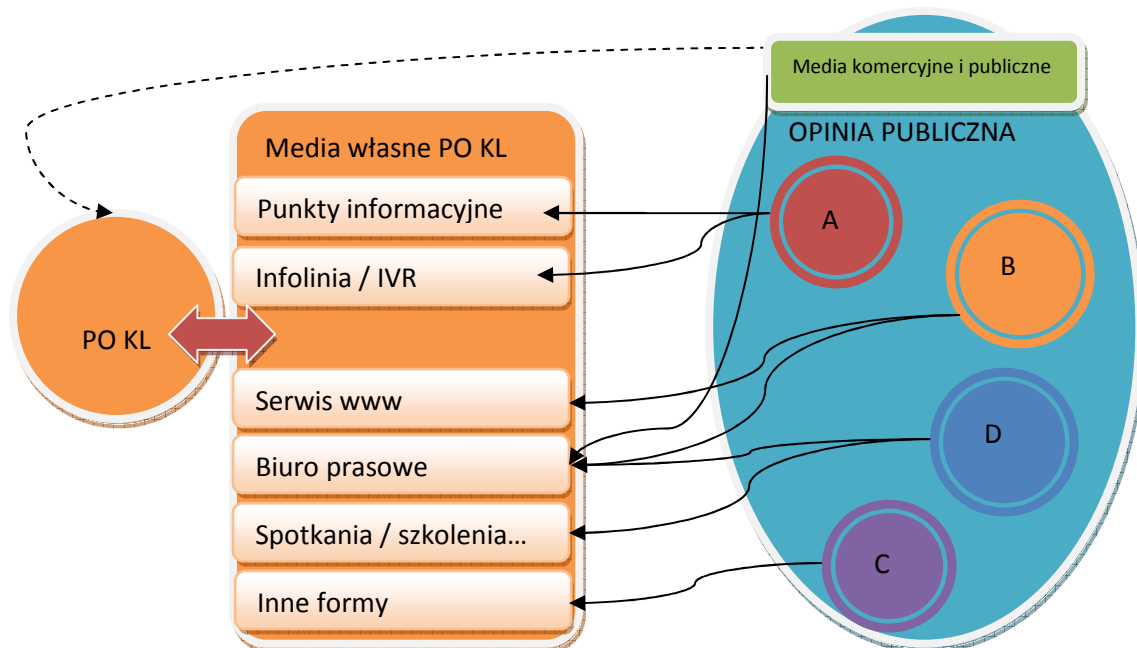 Media komercyjne i publiczne
OPINIA PUBLICZNA
Media własne PO KL
Punkty informacyjne
Infolinia / IVR
PO KL
Serwis www
Biuro prasowe
Spotkania / szkolenia...
Inne formy
A
B
D
C